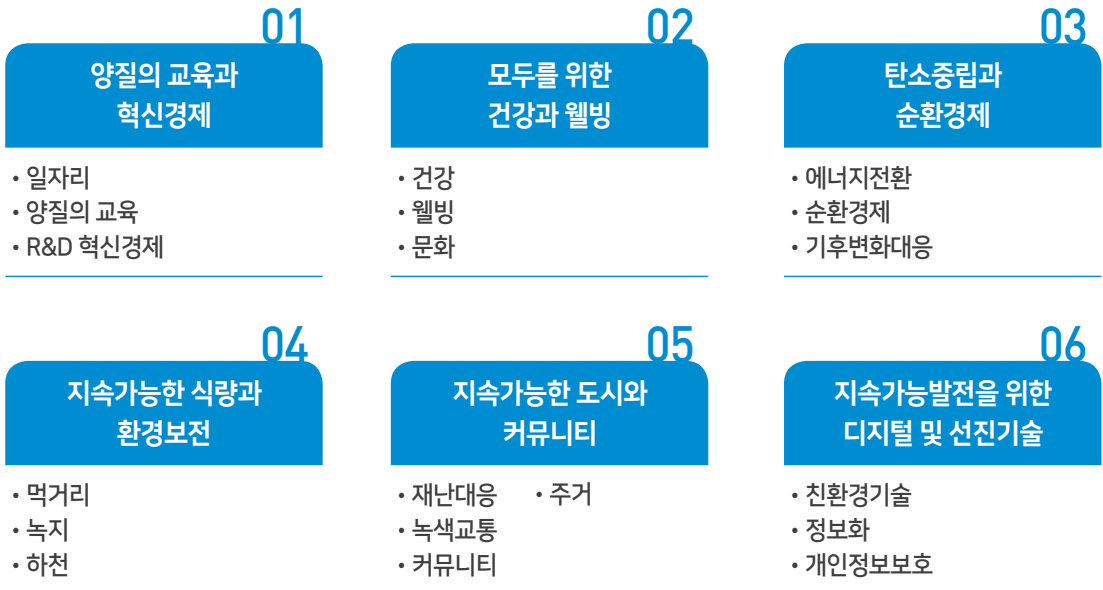 01
양질의 교육과
혁신경제
• 일자리
• 양질의 교육
• R&D 혁신경제
02
모두를 위한
건강과 웰빙
• 건강
• 웰빙
• 문화
03
탄소중립과
순환경제
• 에너지전환
• 순환경제
• 기후변화대응
04
지속가능한 식량과
환경보전
• 먹거리
• 녹지
• 하천
05
지속가능한 도시와
커뮤니티
• 재난대응 • 주거
• 녹색교통
• 커뮤니티
06
지속가능발전을 위한
디지털 및 선진기술
• 친환경기술
• 정보화
• 개인정보보호